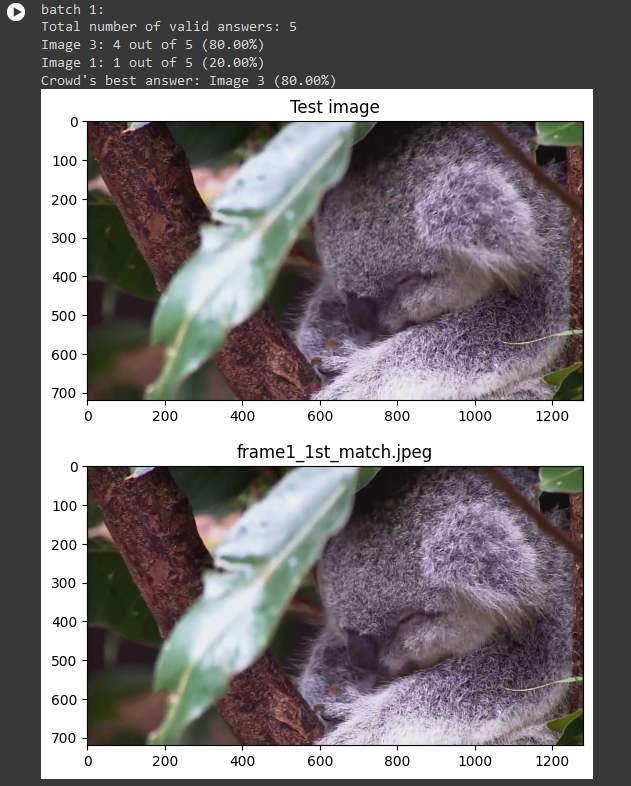 batch 1:
Total number of valid answers: 5
Image 3: 4 out of 5 (80.00%)
Image 1: 1 out of 5 (20.00%)
Crowd's best answer: Image 3 (80.00%)
Test image
0
100
200
300
400
500
600
700
0 200 400 600 800 1000 1200
frame1_1st_match.jpeg
0
100
200
300
400
500
600
700
0 200 400 600 800 1000 1200